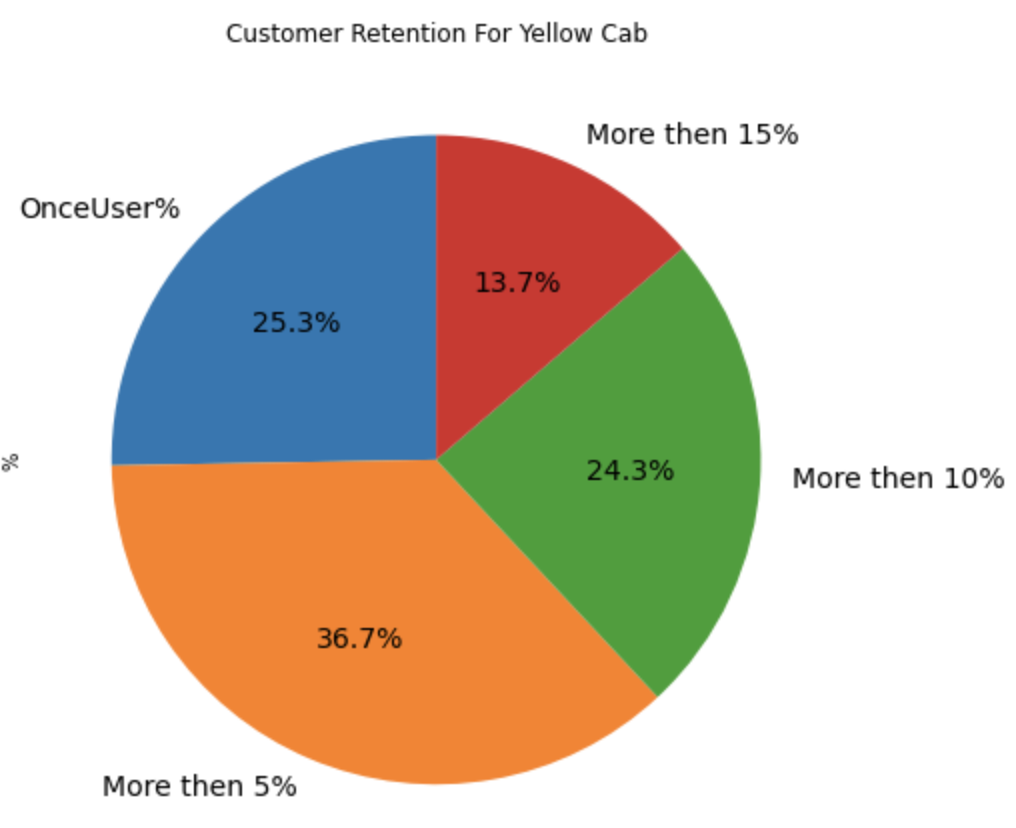 Customer Retention For Yellow Cab
More then 15%
OnceUser%
13.7%
25.3%
%
24.3%
More then 10%
36.7%
More then 5%